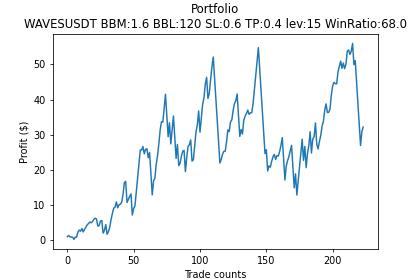 Portfolio
WAVESUSDT BBM:1.6 BBL:120 SL:0.6 TP:0.4 lev:15 WinRatio:68.0
50
40
30
20
10
0
Profit ($)
0 50 100 150 200
Trade counts